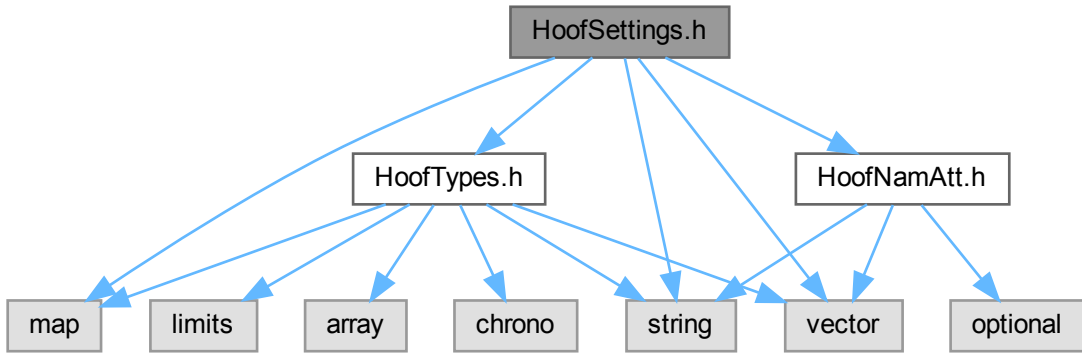 HoofSettings.h
HoofTypes.h
HoofNamAtt.h
map
limits
array
chrono
string
vector
optional